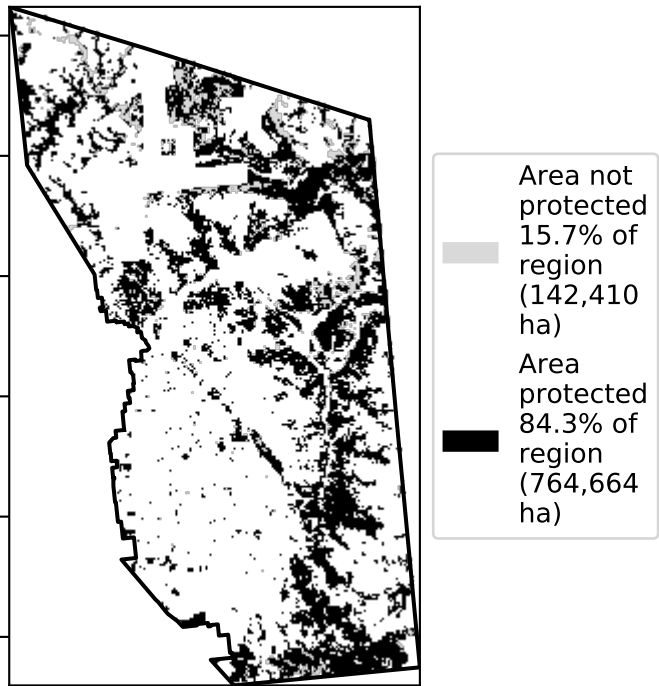 Area not
protected
15.7% of
region
(142,410
ha)
Area
protected
84.3% of
region
(764,664
ha)